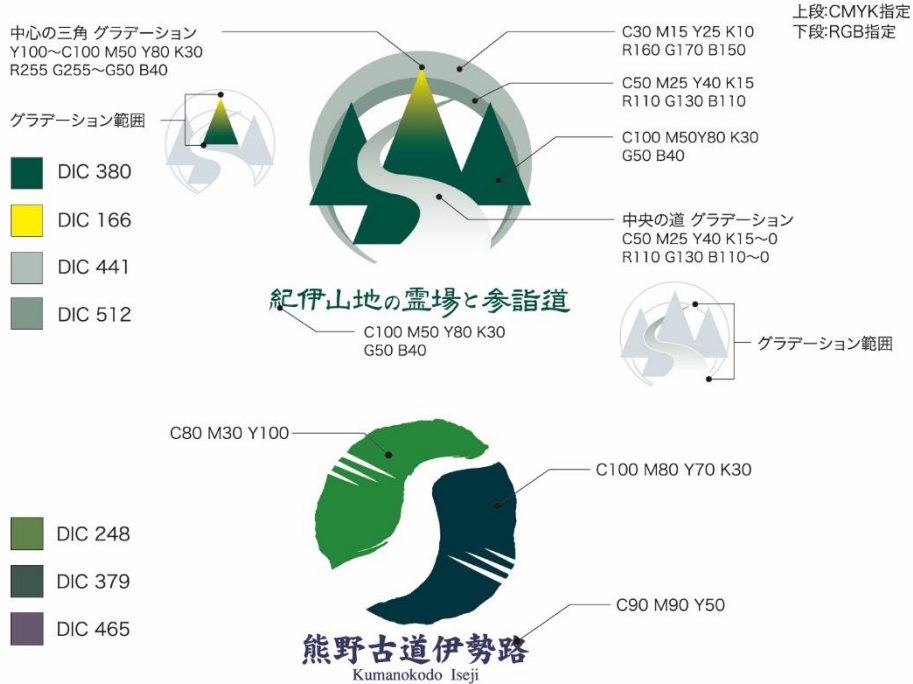 上段:CMYK指定
下段:RGB指定
中心の三角 グラデーション
Y100～C100 M50 Y80 K30
R255 G255～G50 B40
グラデーション範囲
C30 M15 Y25 K10
R160 G170 B150
C50 M25 Y40 K15
R110 G130 B110
C100 M50Y80 K30
G50 B40
中央の道 グラデーション
C50 M25 Y40 K15～0
R110 G130 B110～0
DIC 380
DIC 166
DIC 441
DIC 512
紀伊山地の霊場と参詣道
C100 M50 Y80 K30
G50 B40
グラデーション範囲
C80 M30 Y100
C100 M80 Y70 K30
DIC 248
DIC 379
DIC 465
C90 M90 Y50
熊野古道伊勢路
Kumanokodo Iseji